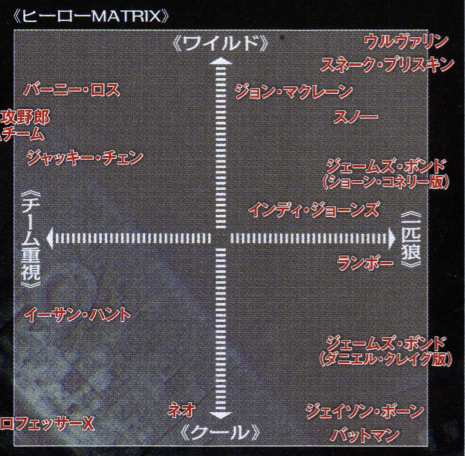 《ヒーローMATRIX》
《ワイルド》
ウルヴァリン
スネーク・プリスキン
バーニー・ロス
ジョン・マクレーン
攻野郎
チーム
スノー
ジャッキー・チェン
ジェームズ・ボンド
(ショーン・コネリー版)
インディ・ジョーンズ
《チーム重視》
《一匹狼》
ランボー
イーサン・ハント
ジェームズ・ボンド
(ダニエル・クレイグ版)
ネオ
ジェイソン・ボーン
ロフェッサーX
《クール》
バットマン